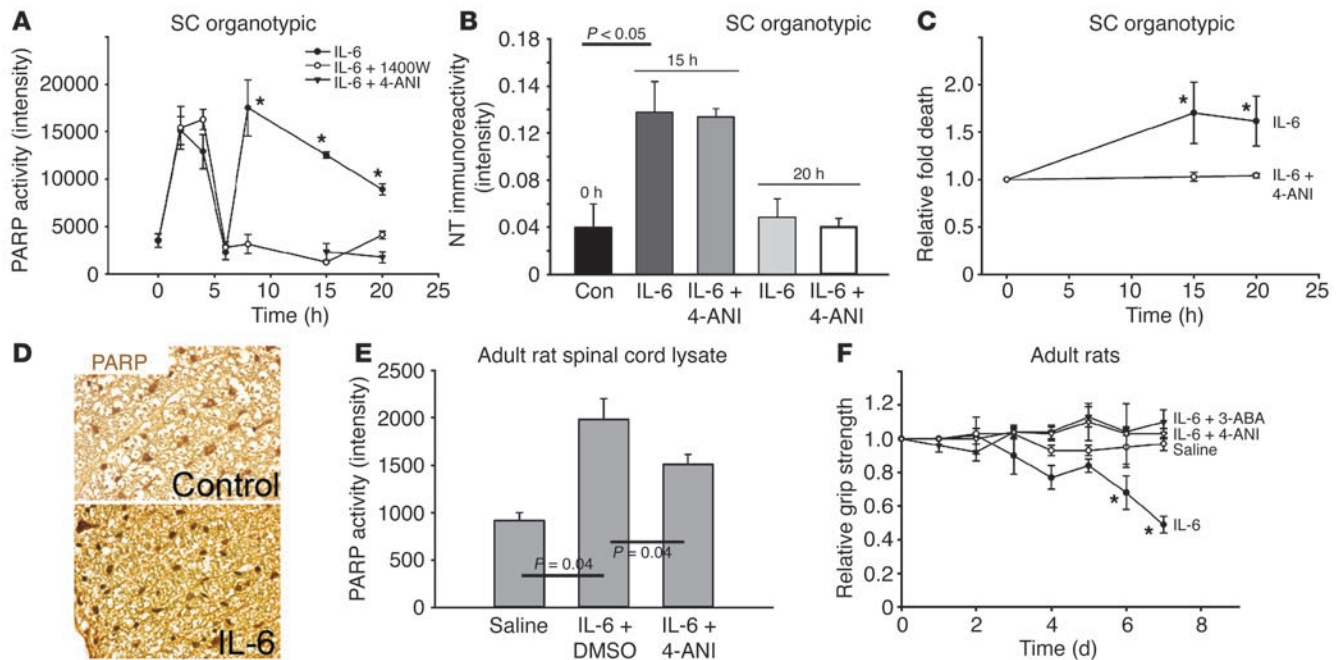 A
SC organotypic
PARP activity (intensity)
20000
15000
10000
5000
0
IL-6
IL-6 + 1400W
IL-6 + 4-ANI
*
*
*
0 5 10 15 20 25
Time (h)
B
SC organotypic
NT immunoreactivity
(intensity)
0.18
0.16
0.12
0.08
0.04
0
P < 0.05
15 h
0 h
20 h
Con
IL-6
IL-6 +
4-ANI
IL-6
IL-6 +
4-ANI
C
SC organotypic
Relative fold death
2.0
1.5
1.0
0.5
0
*
*
IL-6
IL-6 +
4-ANI
0 5 10 15 20 25
Time (h)
D
PARP
Control
IL-6
E
Adult rat spinal cord lysate
PARP activity (intensity)
2500
2000
1500
1000
500
0
P = 0.04
P = 0.04
Saline
IL-6 +
DMSO
IL-6 +
4-ANI
F
Adult rats
Relative grip strength
1.2
1.0
0.8
0.6
0.4
0.2
0
IL-6 + 3-ABA
IL-6 + 4-ANI
Saline
*
*
IL-6
0 2 4 6 8
Time (d)